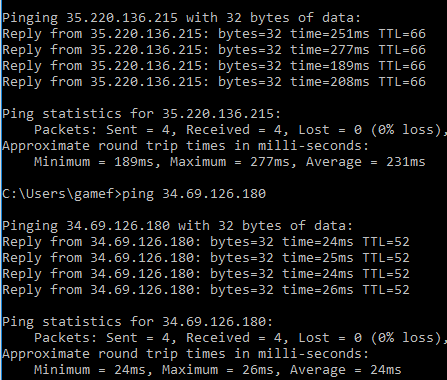 Pinging 35.220.136.215 with 32 bytes of data:
Reply from 35.220.136.215: bytes=32 time=251ms TTL=66
Reply from 35.220.136.215: bytes=32 time=277ms TTL=66
Reply from 35.220.136.215: bytes=32 time=189ms TTL=66
Reply from 35.220.136.215: bytes=32 time=208ms TTL=66
Ping statistics for 35.220.136.215:
Packets: Sent = 4, Received = 4, Lost = 0 (0% loss),
Approximate round trip times in milli-seconds:
Minimum = 189ms, Maximum = 277ms, Average = 231ms
C:\Users\gamef>ping 34.69.126.180
Pinging 34.69.126.180 with 32 bytes of data:
Reply from 34.69.126.180: bytes=32 time=24ms TTL=52
Reply from 34.69.126.180: bytes=32 time=25ms TTL=52
Reply from 34.69.126.180: bytes=32 time=24ms TTL=52
Reply from 34.69.126.180: bytes=32 time=26ms TTL=52
Ping statistics for 34.69.126.180:
Packets: Sent = 4, Received = 4, Lost = 0 (0% loss),
Approximate round trip times in milli-seconds:
Minimum = 24ms, Maximum = 26ms, Average = 24ms